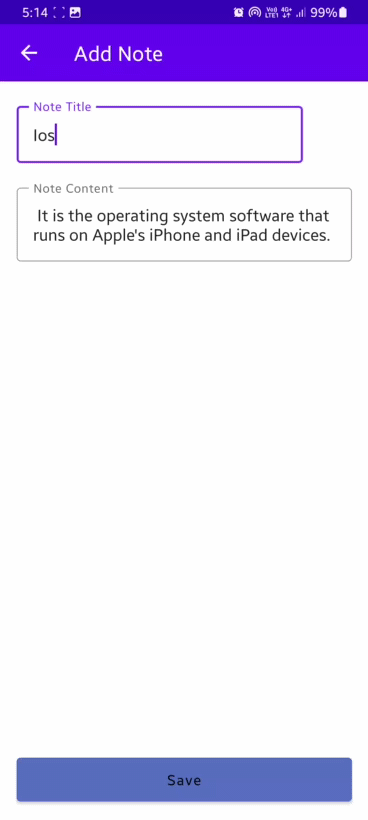 5:14 Vo) 4G+ LTE1 99%
Add Note
Note Title
Ios
Note Content
It is the operating system software that
runs on Apple's iPhone and iPad devices.
Save